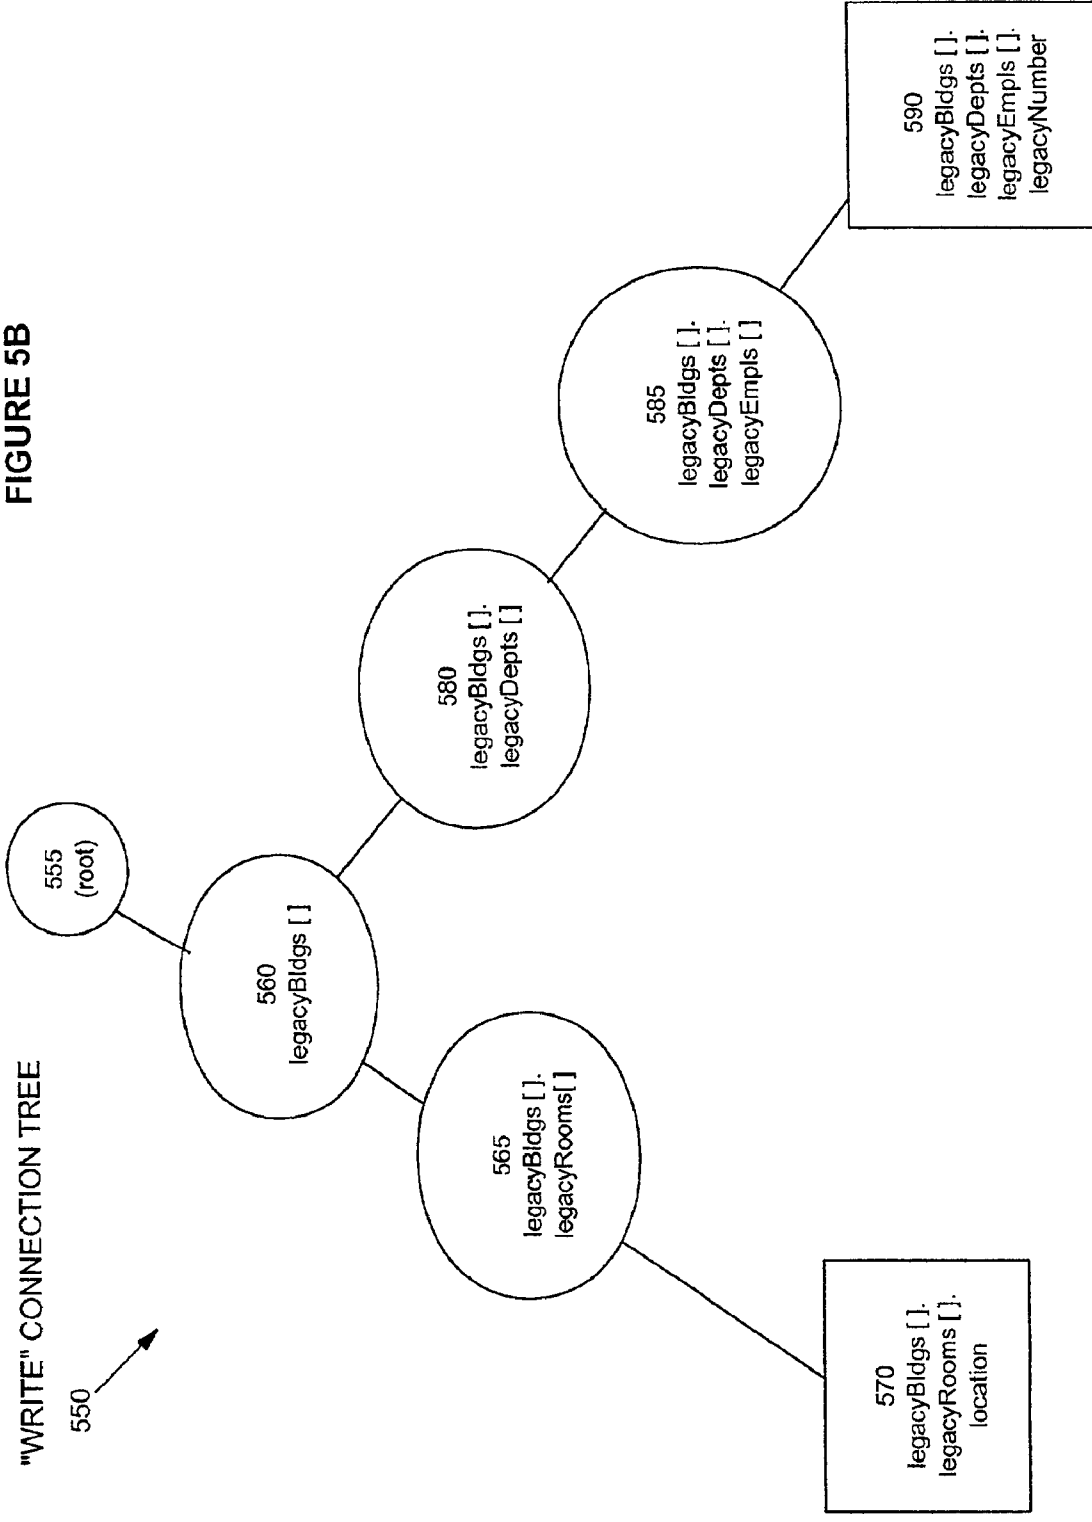 FIGURE 5B
"WRITE" CONNECTION TREE
550
555
(root)
560
legacyBldgs [ ]
565
legacyBldgs [ ].
legacyRooms[ ]
570
legacyBldgs [ ].
legacyRooms [ ].
location
580
legacyBldgs [ ].
legacyDepts [ ]
585
legacyBldgs [ ].
legacyDepts [ ].
legacyEmpls [ ]
590
legacyBldgs [ ].
legacyDepts [ ].
legacyEmpls [ ].
legacyNumber